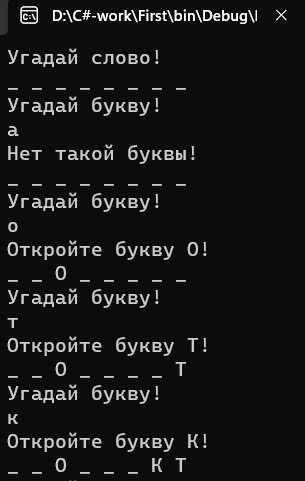 D:\C#-work\First\bin\Debug\
Угадай слово!
_ _ _ _ _ _ _ _
Угадай букву!
а
Нет такой буквы!
_ _ _ _ _ _ _ _
Угадай букву!
о
Откройте букву О!
_ _ О _ _ _ _ _
Угадай букву!
т
Откройте букву Т!
_ _ О _ _ _ _ Т
Угадай букву!
к
Откройте букву К!
_ _ О _ _ _ К Т